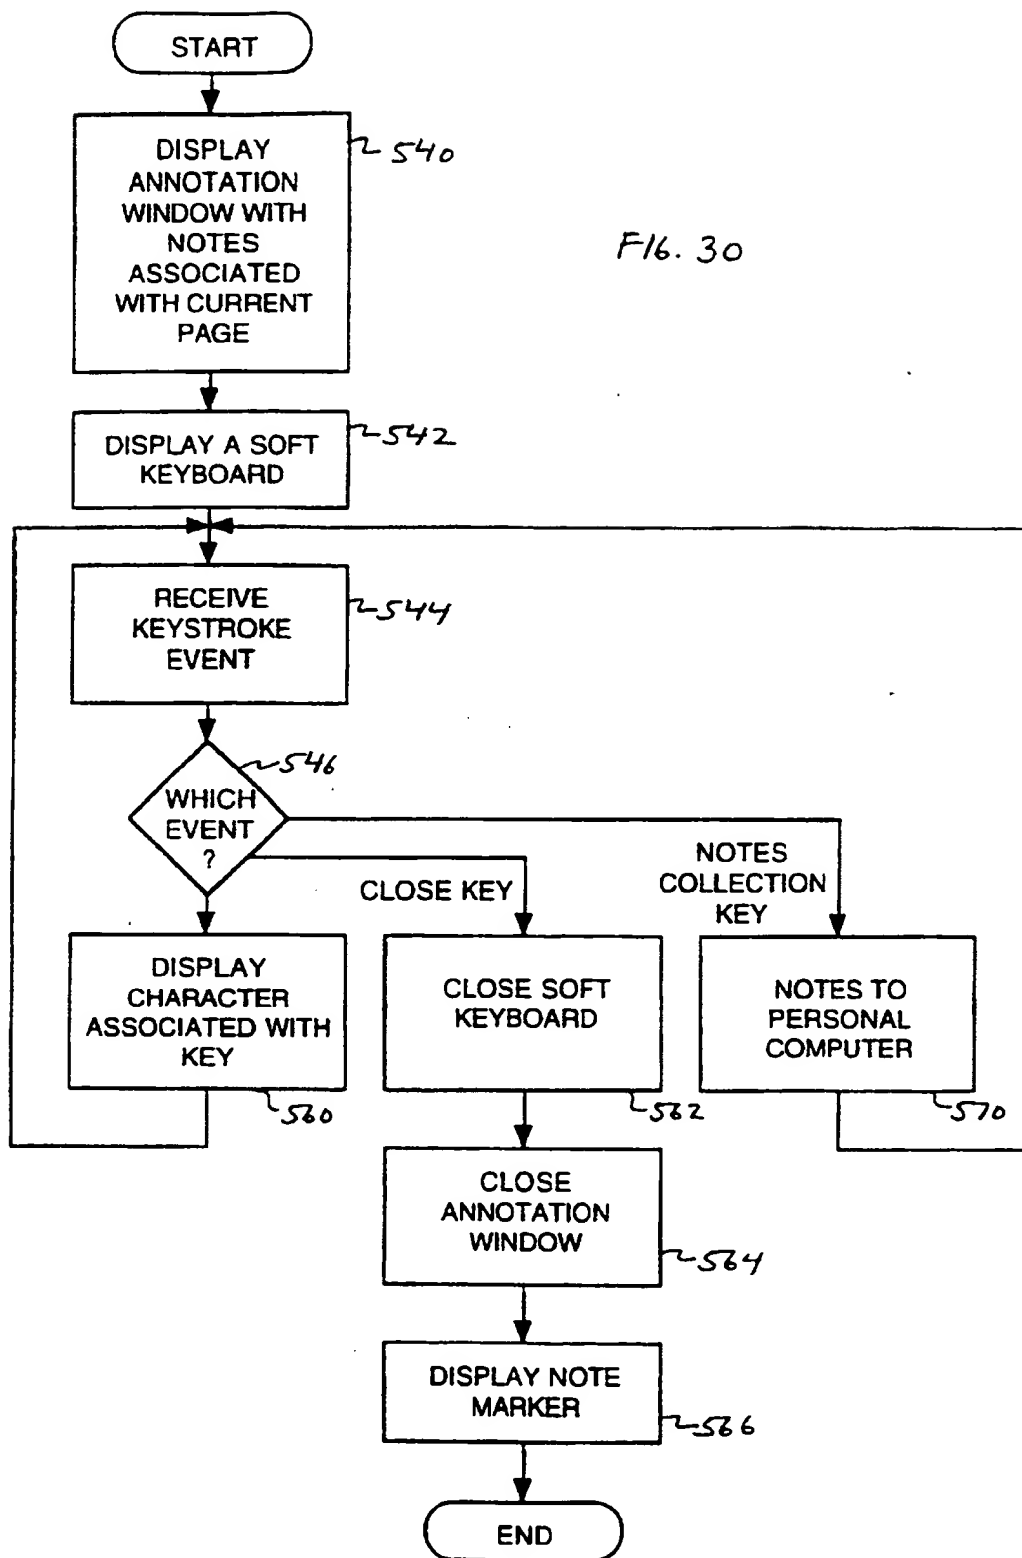 START
DISPLAY
ANNOTATION
WINDOW WITH
NOTES
ASSOCIATED
WITH CURRENT
PAGE
540
FIG. 30
DISPLAY A SOFT
KEYBOARD
542
RECEIVE
KEYSTROKE
EVENT
544
WHICH
EVENT
?
546
CLOSE KEY
NOTES
COLLECTION
KEY
DISPLAY
CHARACTER
ASSOCIATED WITH
KEY
560
CLOSE SOFT
KEYBOARD
562
NOTES TO
PERSONAL
COMPUTER
570
CLOSE
ANNOTATION
WINDOW
564
DISPLAY NOTE
MARKER
566
END